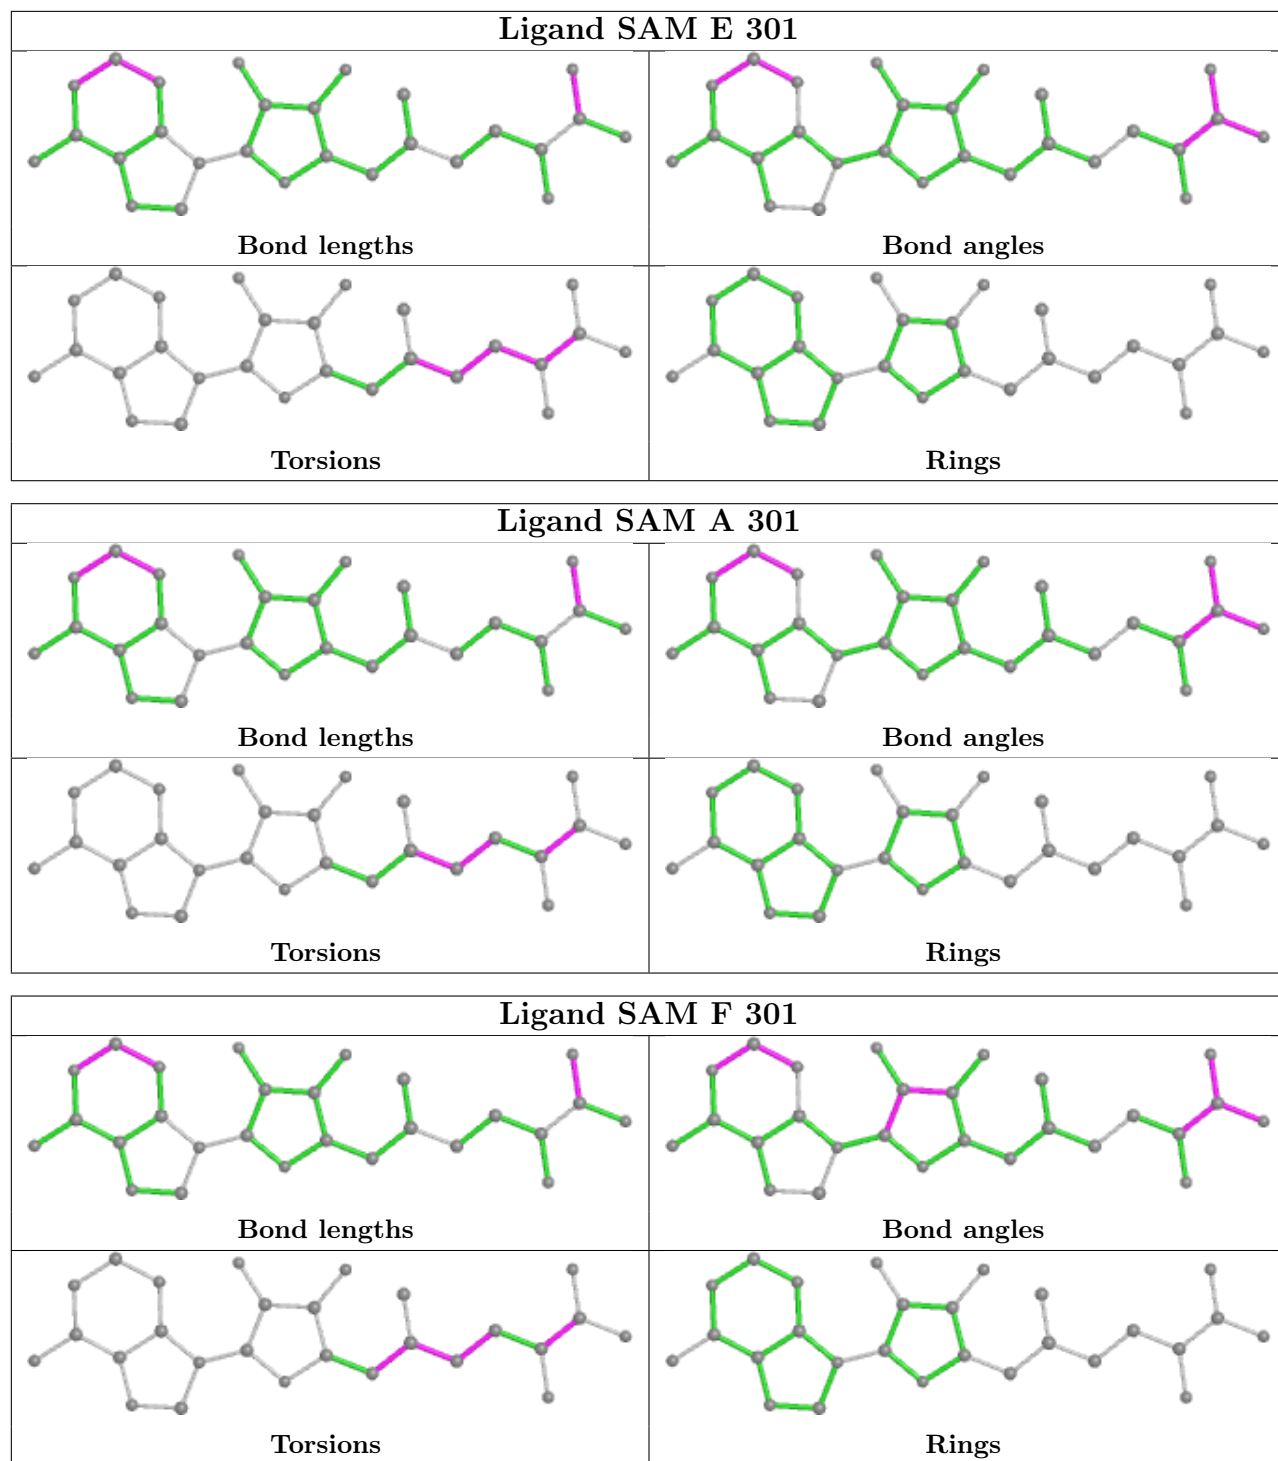 Ligand SAM E 301
Bond lengths
Bond angles
Torsions
Rings
Ligand SAM A 301
Bond lengths
Bond angles
Torsions
Rings
Ligand SAM F 301
Bond lengths
Bond angles
Torsions
Rings